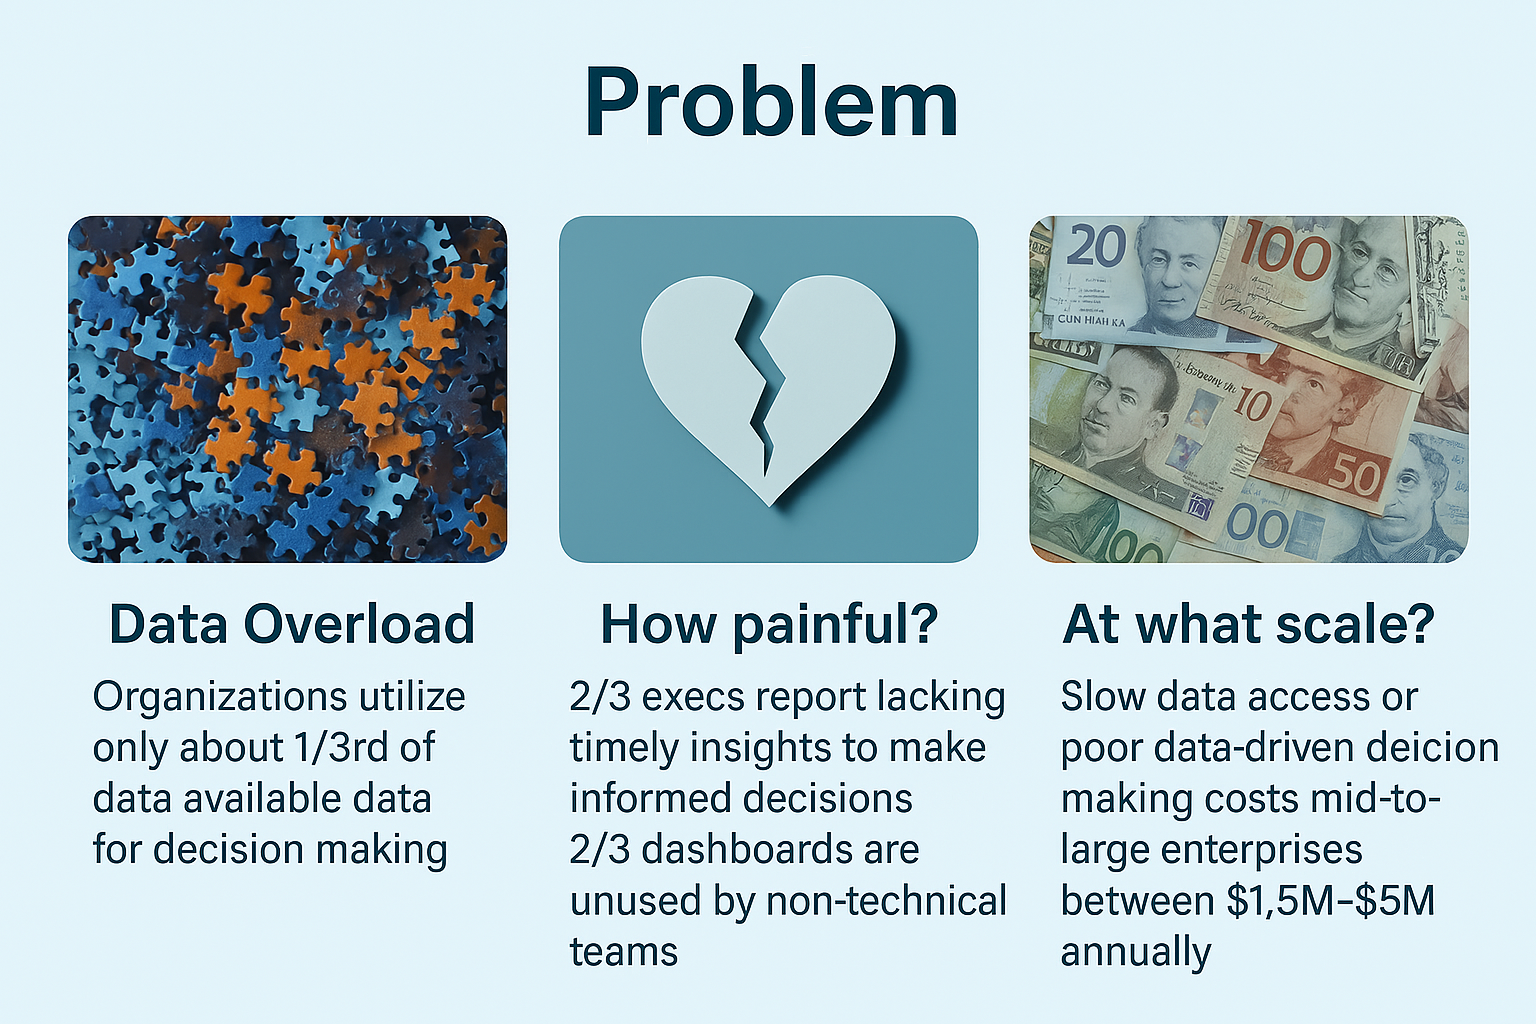 Problem
20
100
CUN HIAH KA
10
50
100
00
10
Data Overload
Organizations utilize
only about 1/3rd of
data available data
for decision making
How painful?
2/3 execs report lacking
timely insights to make
informed decisions
2/3 dashboards are
unused by non-technical
teams
At what scale?
Slow data access or
poor data-driven deicion
making costs mid-to-
large enterprises
between $1,5M–$5M
annually